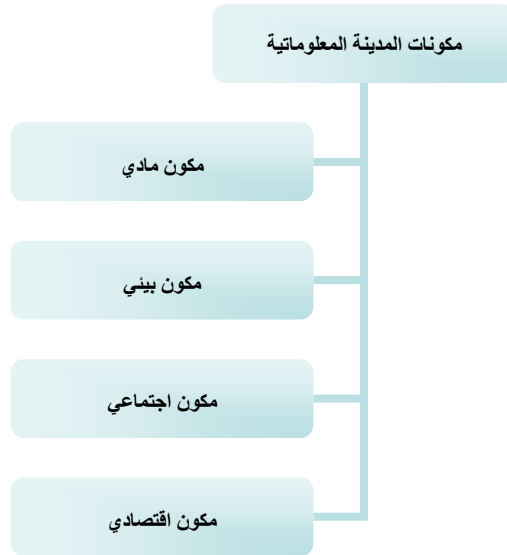 مكونات المدينة المعلوماتية
مكون مادي
مكون بيئي
مكون اجتماعي
مكون اقتصادي